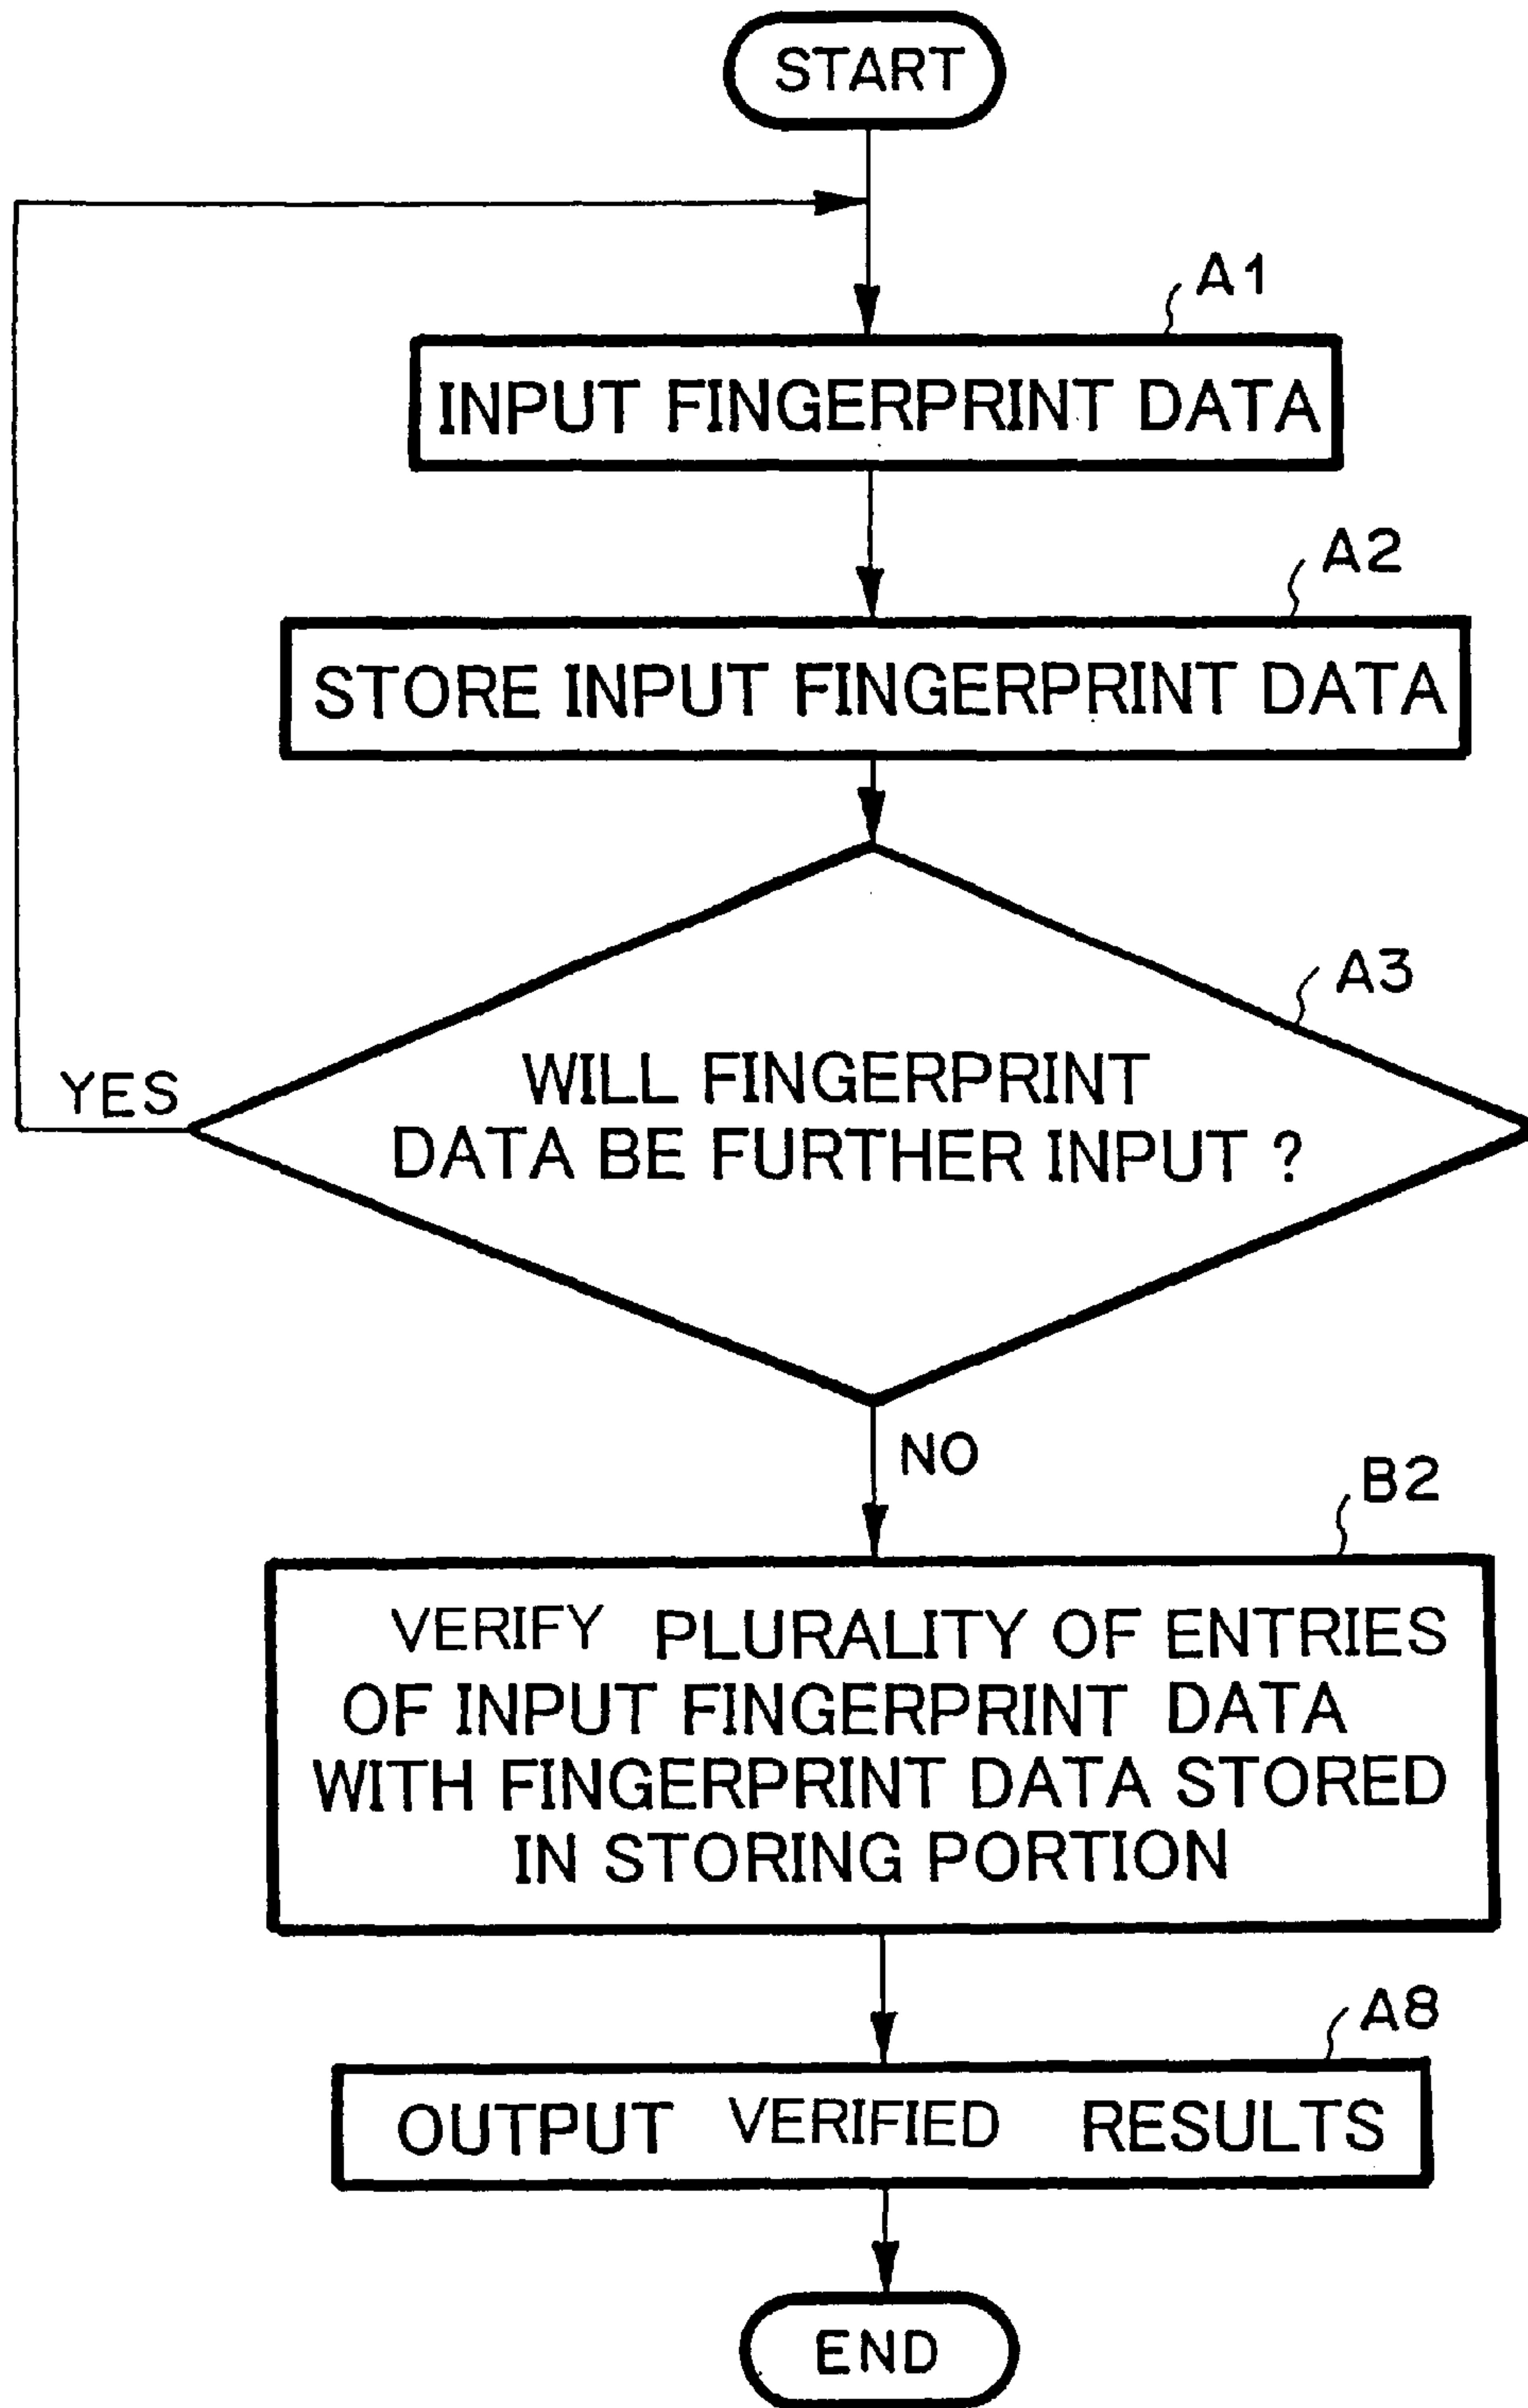 START
A1
INPUT FINGERPRINT DATA
A2
STORE INPUT FINGERPRINT DATA
A3
WILL FINGERPRINT
DATA BE FURTHER INPUT ?
YES
NO
B2
VERIFY PLURALITY OF ENTRIES
OF INPUT FINGERPRINT DATA
WITH FINGERPRINT DATA STORED
IN STORING PORTION
A8
OUTPUT VERIFIED RESULTS
END